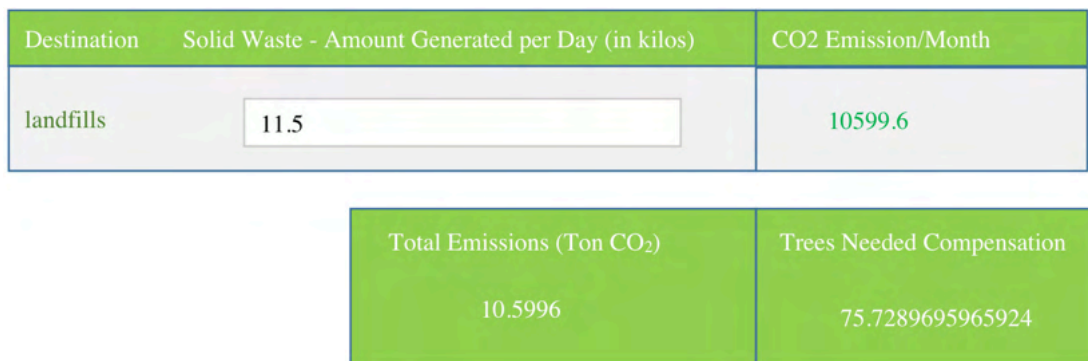 Destination Solid Waste - Amount Generated per Day (in kilos) CO2 Emission/Month
landfills 11.5 10599.6
Total Emissions (Ton CO₂) Trees Needed Compensation
10.5996 75.7289695965924